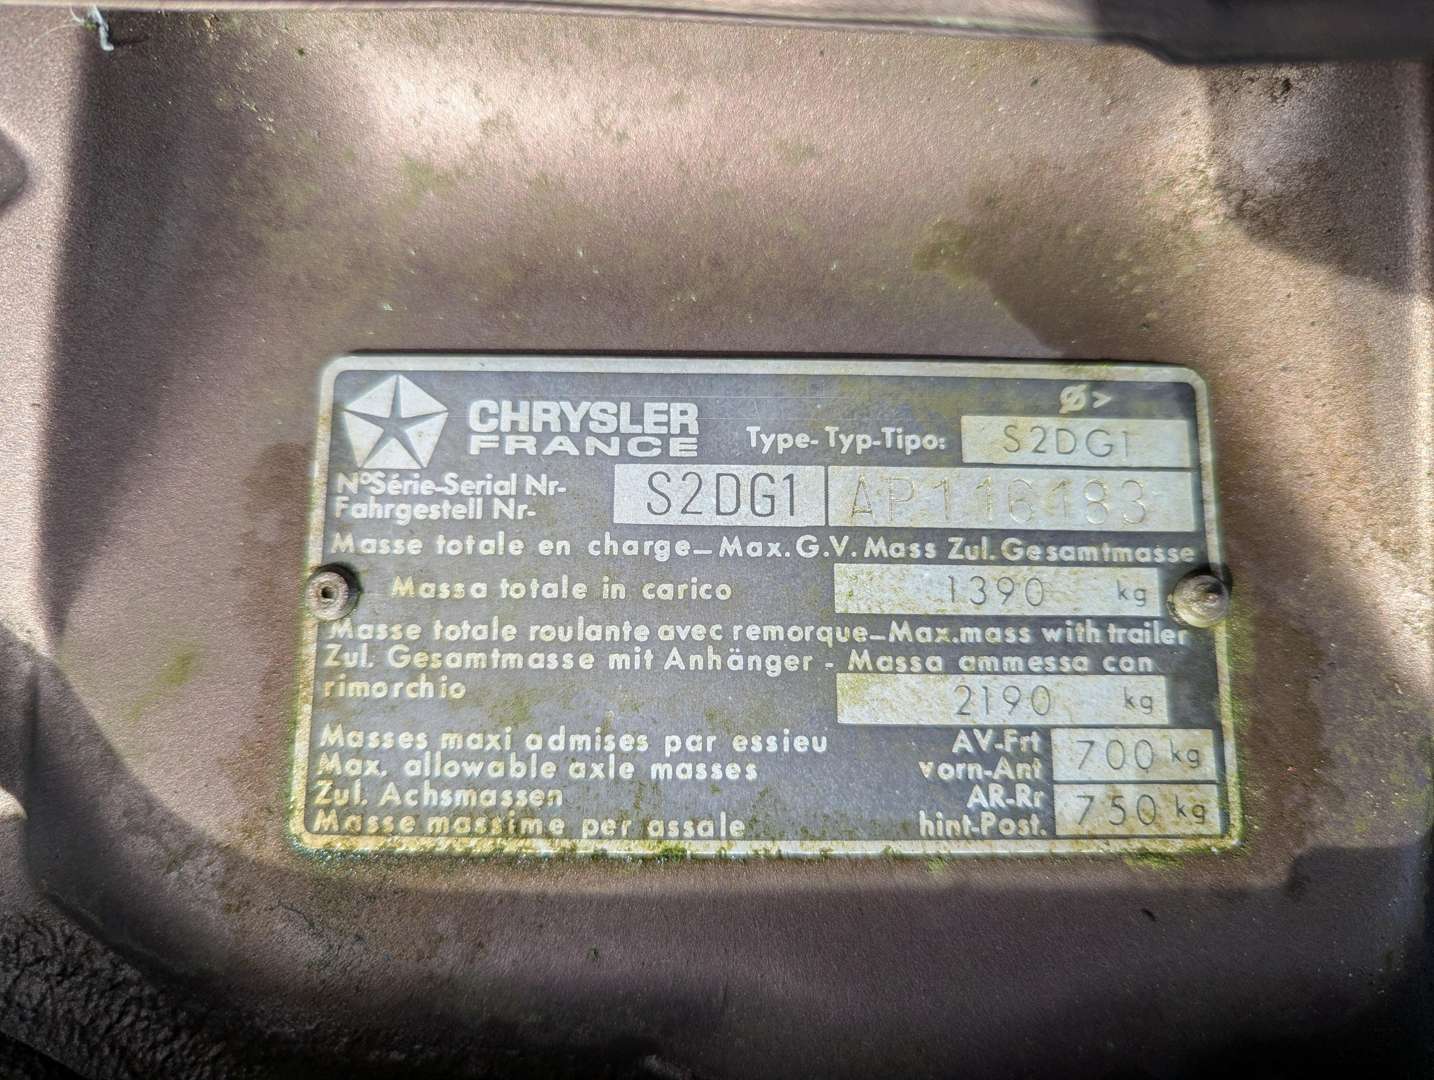 CHRYSLER
FRANCE
Type-Typ-Tipo: S2DG1
N° Série-Serial Nr-
Fahrgestell Nr- S2DG1 AP116183
Masse totale en charge-Max.G.V.Mass Zul.Gesamtmasse
Massa totale in carico 1390 kg
Masse totale roulante avec remorque-Max.mass with trailer
Zul. Gesamtmasse mit Anhänger - Massa ammessa con
rimorchio 2190 kg
Masses maxi admises par essieu AV-Frt
Max. allowable axle masses vorn-Ant 700 kg
Zul. Achsmassen AR-Rr
Masse massime per assale hint-Post. 750 kg